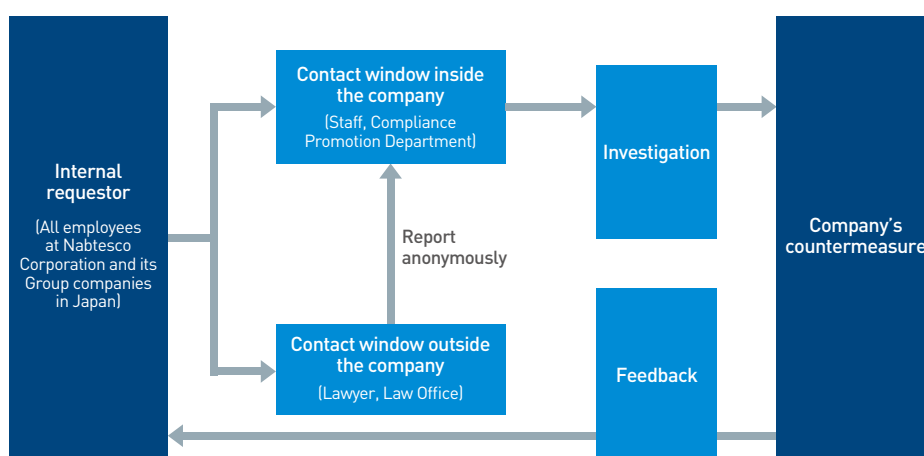 Internal
requestor
(All employees
at Nabtesco
Corporation and its
Group companies
in Japan)
Contact window inside
the company
(Staff, Compliance
Promotion Department)
Report
anonymously
Contact window outside
the company
(Lawyer, Law Office)
Investigation
Feedback
Company's
countermeasure